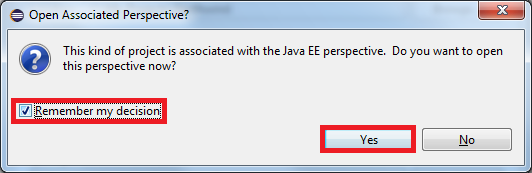 Open Associated Perspective?
This kind of project is associated with the Java EE perspective. Do you want to open
this perspective now?
Remember my decision
Yes
No